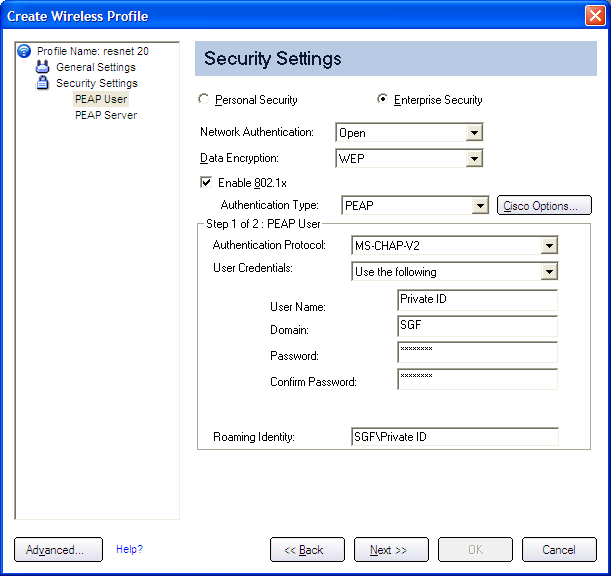 Create Wireless Profile
Profile Name: resnet 20
General Settings
Security Settings
PEAP User
PEAP Server
Security Settings
Personal Security
Enterprise Security
Network Authentication:
Open
Data Encryption:
WEP
Enable 802.1x
Authentication Type:
PEAP
Cisco Options...
Step 1 of 2 : PEAP User
Authentication Protocol:
MS-CHAP-V2
User Credentials:
Use the following
User Name:
Private ID
Domain:
SGF
Password:
********
Confirm Password:
********
Roaming Identity:
SGF\Private ID
Advanced...
Help?
<< Back
Next >>
OK
Cancel